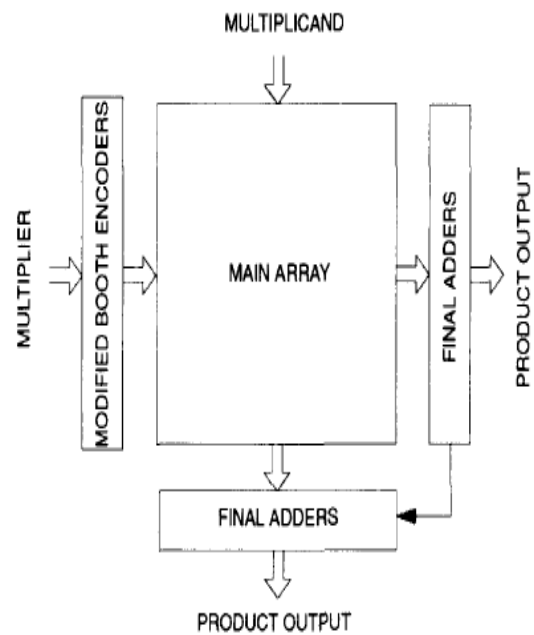 MULTIPLICAND
MULTIPLIER
MODIFIED BOOTH ENCODERS
MAIN ARRAY
FINAL ADDERS
PRODUCT OUTPUT
FINAL ADDERS
PRODUCT OUTPUT